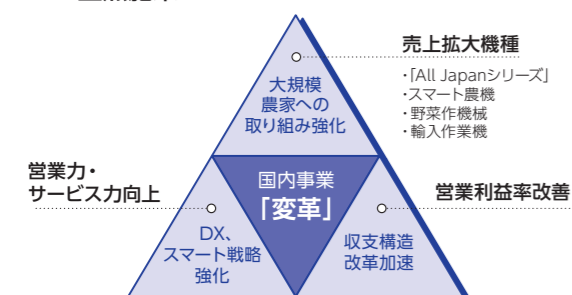 売上拡大機種
・「All Japanシリーズ」
・スマート農機
・野菜作機械
・輸入作業機
大規模
農家への
取り組み強化
営業力・
サービス力向上
国内事業
「変革」
営業利益率改善
DX、
スマート戦略
強化
収支構造
改革加速